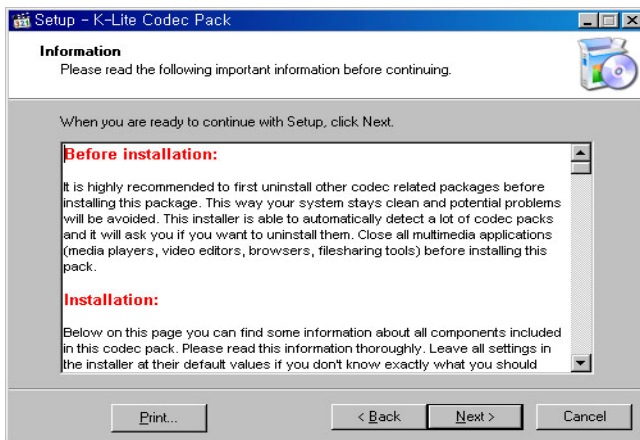 Setup - K-Lite Codec Pack
Information
Please read the following important information before continuing.
When you are ready to continue with Setup, click Next.
Before installation:
It is highly recommended to first uninstall other codec related packages before
installing this package. This way your system stays clean and potential problems
will be avoided. This installer is able to automatically detect a lot of codec packs
and it will ask you if you want to uninstall them. Close all multimedia applications
(media players, video editors, browsers, filesharing tools) before installing this
pack.
Installation:
Below on this page you can find some information about all components included
in this codec pack. Please read this information thoroughly. Leave all settings in
the installer at their default values if you don't know exactly what you should
Print...
< Back
Next >
Cancel